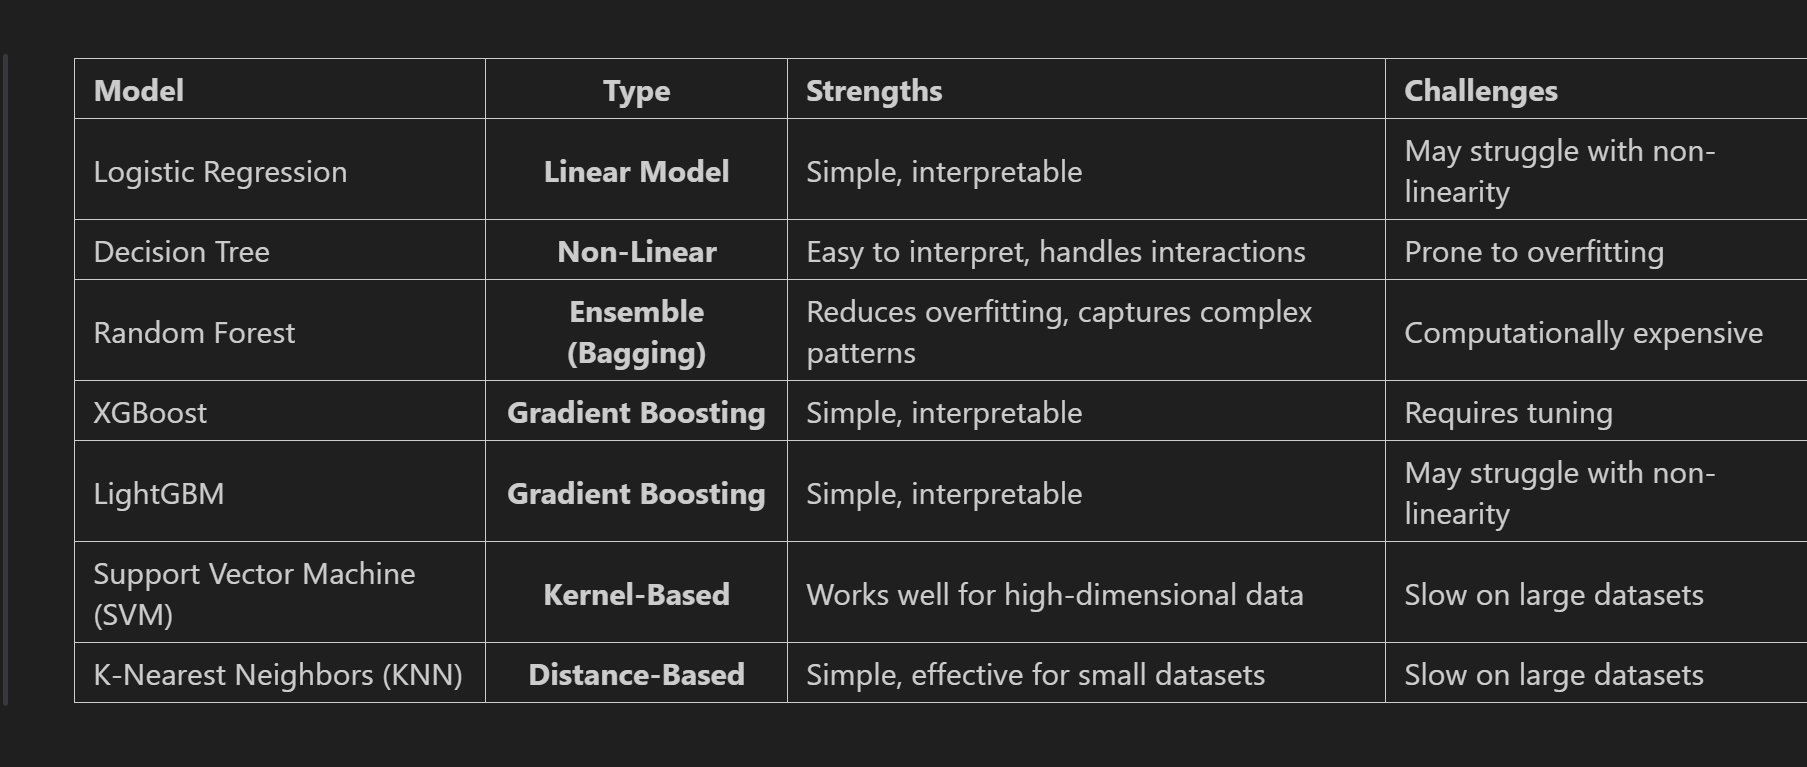 Model Type Strengths Challenges
Logistic Regression Linear Model Simple, interpretable May struggle with non-
linearity
Decision Tree Non-Linear Easy to interpret, handles interactions Prone to overfitting
Random Forest Ensemble
(Bagging) Reduces overfitting, captures complex
patterns Computationally expensive
XGBoost Gradient Boosting Simple, interpretable Requires tuning
LightGBM Gradient Boosting Simple, interpretable May struggle with non-
linearity
Support Vector Machine
(SVM) Kernel-Based Works well for high-dimensional data Slow on large datasets
K-Nearest Neighbors (KNN) Distance-Based Simple, effective for small datasets Slow on large datasets